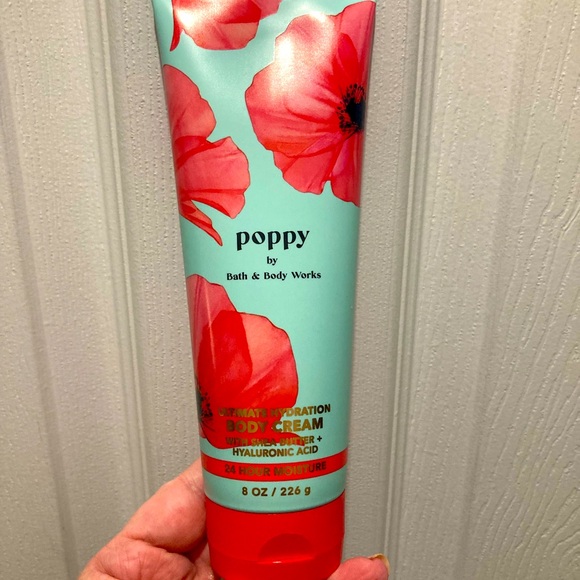 poppy
by
Bath & Body Works
ULTIMATE HYDRATION
BODY CREAM
WITH SHEA BUTTER +
HYALURONIC ACID
24 HOUR MOISTURE
8 OZ / 226 g